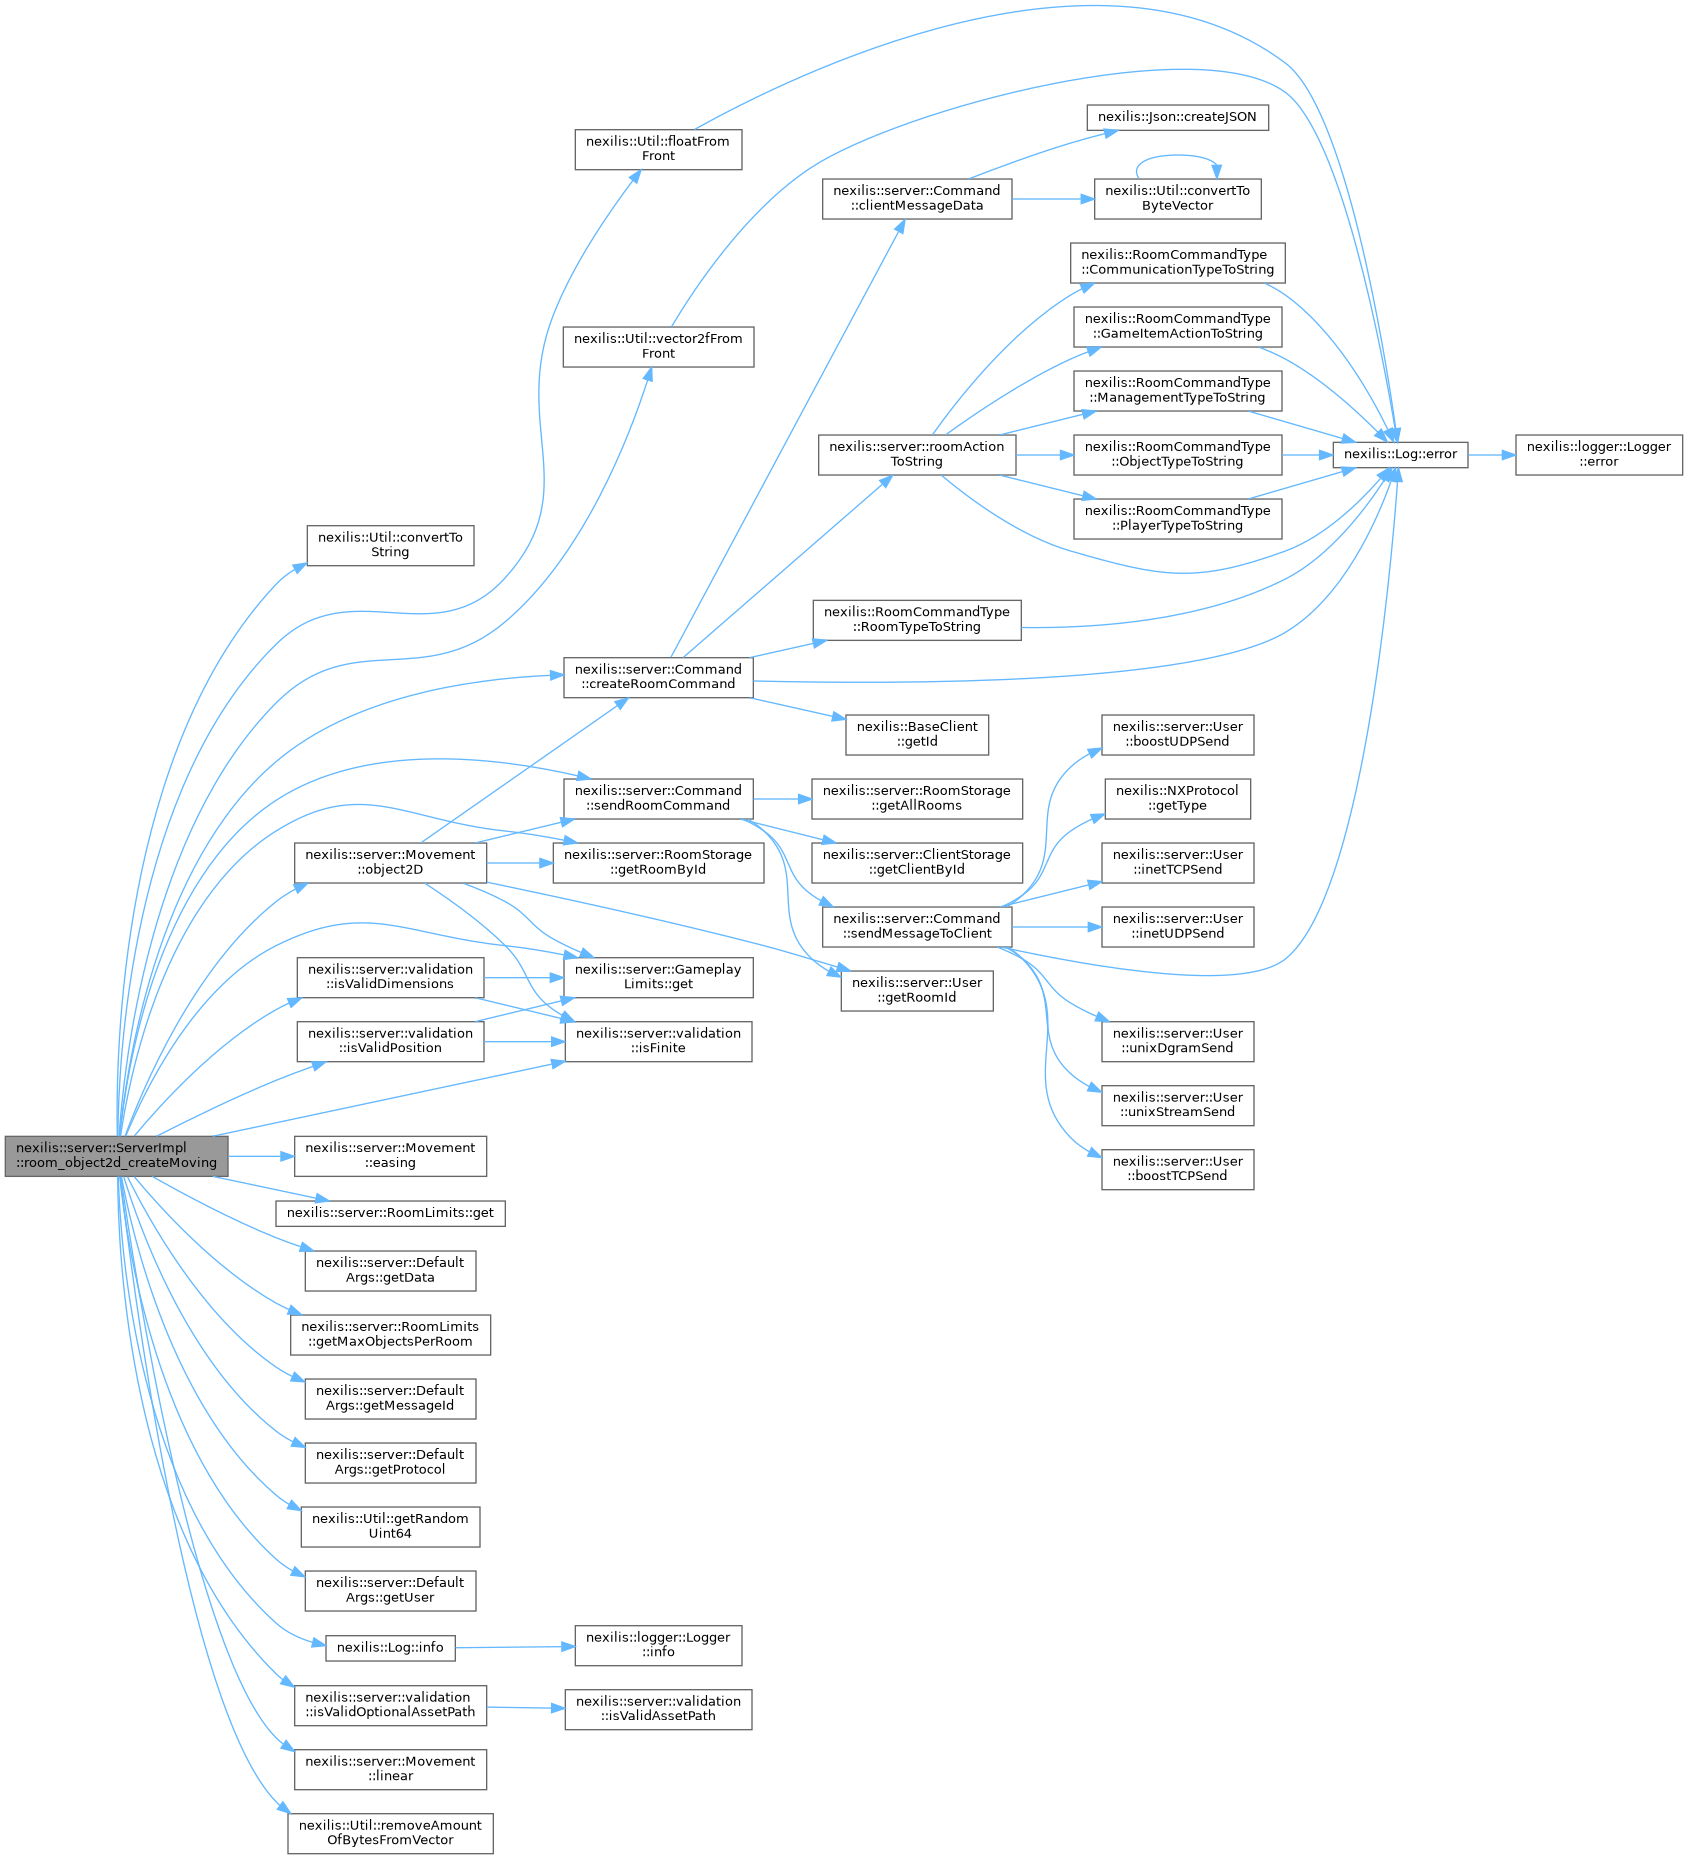 nexilis::server::ServerImpl
::room_object2d_createMoving
nexilis::Util::convertTo
String
nexilis::Util::floatFrom
Front
nexilis::Util::vector2fFrom
Front
nexilis::server::Command
::createRoomCommand
nexilis::server::Command
::sendRoomCommand
nexilis::server::Movement
::object2D
nexilis::server::RoomStorage
::getRoomById
nexilis::server::validation
::isValidDimensions
nexilis::server::Gameplay
Limits::get
nexilis::server::validation
::isValidPosition
nexilis::server::validation
::isFinite
nexilis::server::Movement
::easing
nexilis::server::RoomLimits::get
nexilis::server::Default
Args::getData
nexilis::server::RoomLimits
::getMaxObjectsPerRoom
nexilis::server::Default
Args::getMessageId
nexilis::server::Default
Args::getProtocol
nexilis::Util::getRandom
Uint64
nexilis::server::Default
Args::getUser
nexilis::Log::info
nexilis::logger::Logger
::info
nexilis::server::validation
::isValidOptionalAssetPath
nexilis::server::validation
::isValidAssetPath
nexilis::server::Movement
::linear
nexilis::Util::removeAmount
OfBytesFromVector
nexilis::server::Command
::clientMessageData
nexilis::Json::createJSON
nexilis::Util::convertTo
ByteVector
nexilis::server::roomAction
ToString
nexilis::RoomCommandType
::CommunicationTypeToString
nexilis::RoomCommandType
::GameItemActionToString
nexilis::RoomCommandType
::ManagementTypeToString
nexilis::RoomCommandType
::ObjectTypeToString
nexilis::RoomCommandType
::PlayerTypeToString
nexilis::Log::error
nexilis::logger::Logger
::error
nexilis::RoomCommandType
::RoomTypeToString
nexilis::BaseClient
::getId
nexilis::server::RoomStorage
::getAllRooms
nexilis::server::ClientStorage
::getClientById
nexilis::server::Command
::sendMessageToClient
nexilis::server::User
::getRoomId
nexilis::server::User
::boostUDPSend
nexilis::NXProtocol
::getType
nexilis::server::User
::inetTCPSend
nexilis::server::User
::inetUDPSend
nexilis::server::User
::unixDgramSend
nexilis::server::User
::unixStreamSend
nexilis::server::User
::boostTCPSend